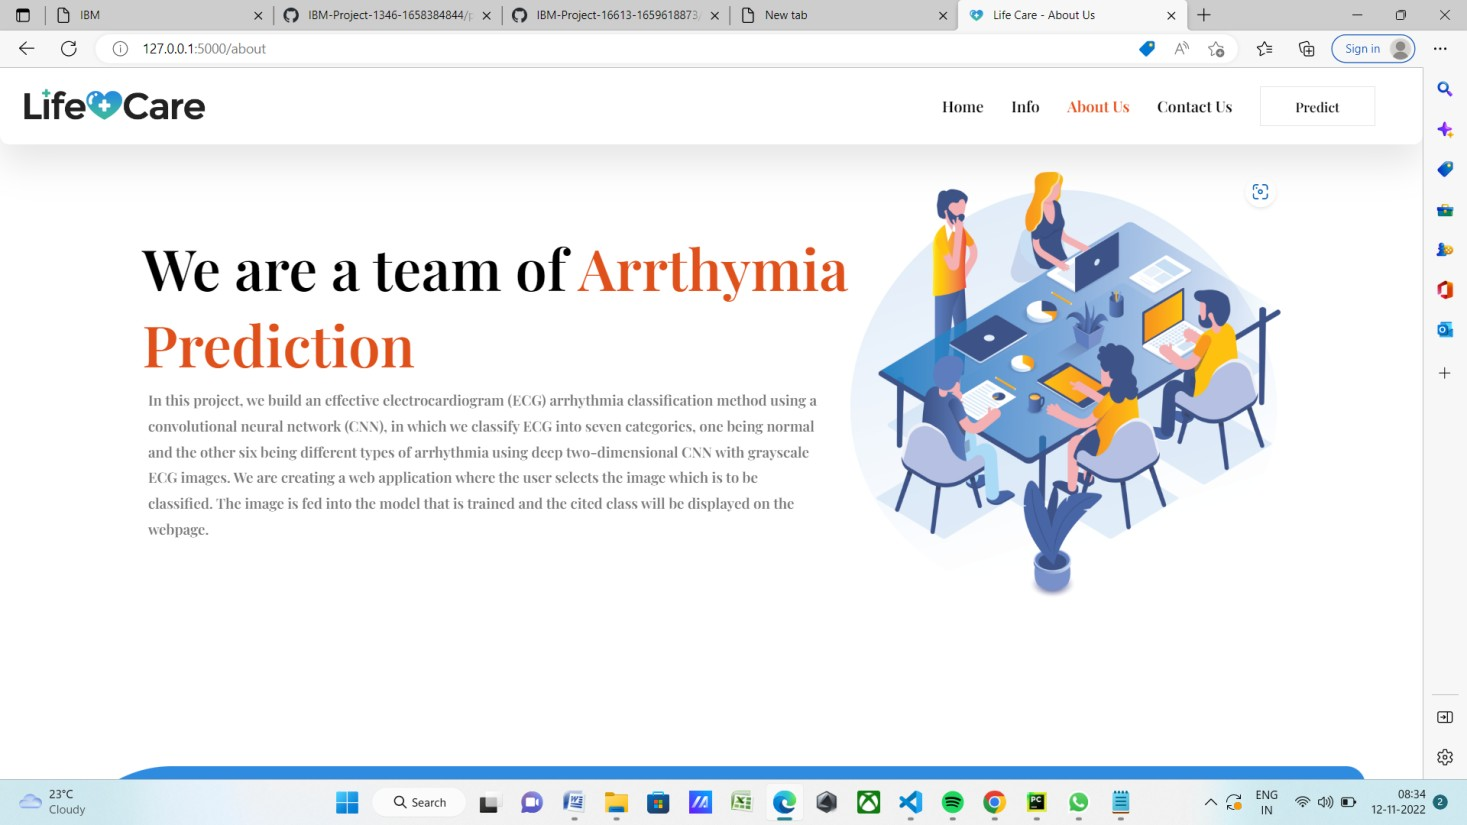 IBM
IBM-Project-1346-1658384844/p
IBM-Project-16613-1659618873/
New tab
Life Care - About Us
127.0.0.1:5000/about
Sign in
Life Care
Home
Info
About Us
Contact Us
Predict
We are a team of Arrthymia
Prediction
In this project, we build an effective electrocardiogram (ECG) arrhythmia classification method using a
convolutional neural network (CNN), in which we classify ECG into seven categories, one being normal
and the other six being different types of arrhythmia using deep two-dimensional CNN with grayscale
ECG images. We are creating a web application where the user selects the image which is to be
classified. The image is fed into the model that is trained and the cited class will be displayed on the
webpage.
23°C
Cloudy
Search
ENG
IN
08:34
12-11-2022
2